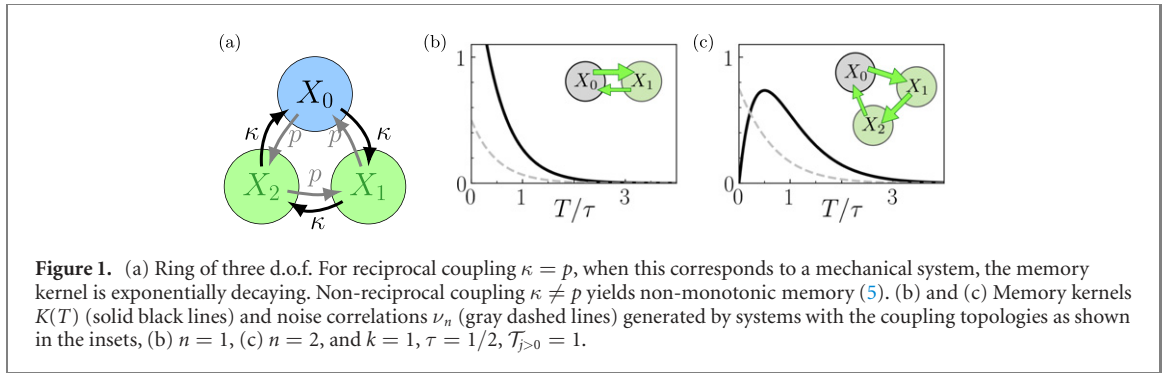 (a)
(b)
(c)
X₀
κ
κ
p
p
X₂
p
X₁
κ
1
0
0
1
3
T/τ
X₀
X₁
1
0
0
1
3
T/τ
X₀
X₁
X₂
Figure 1. (a) Ring of three d.o.f. For reciprocal coupling κ = p, when this corresponds to a mechanical system, the memory
kernel is exponentially decaying. Non-reciprocal coupling κ ≠ p yields non-monotonic memory (5). (b) and (c) Memory kernels
K(T) (solid black lines) and noise correlations νₙ (gray dashed lines) generated by systems with the coupling topologies as shown
in the insets, (b) n = 1, (c) n = 2, and k = 1, τ = 1/2, 𝒯ⱼ>₀ = 1.